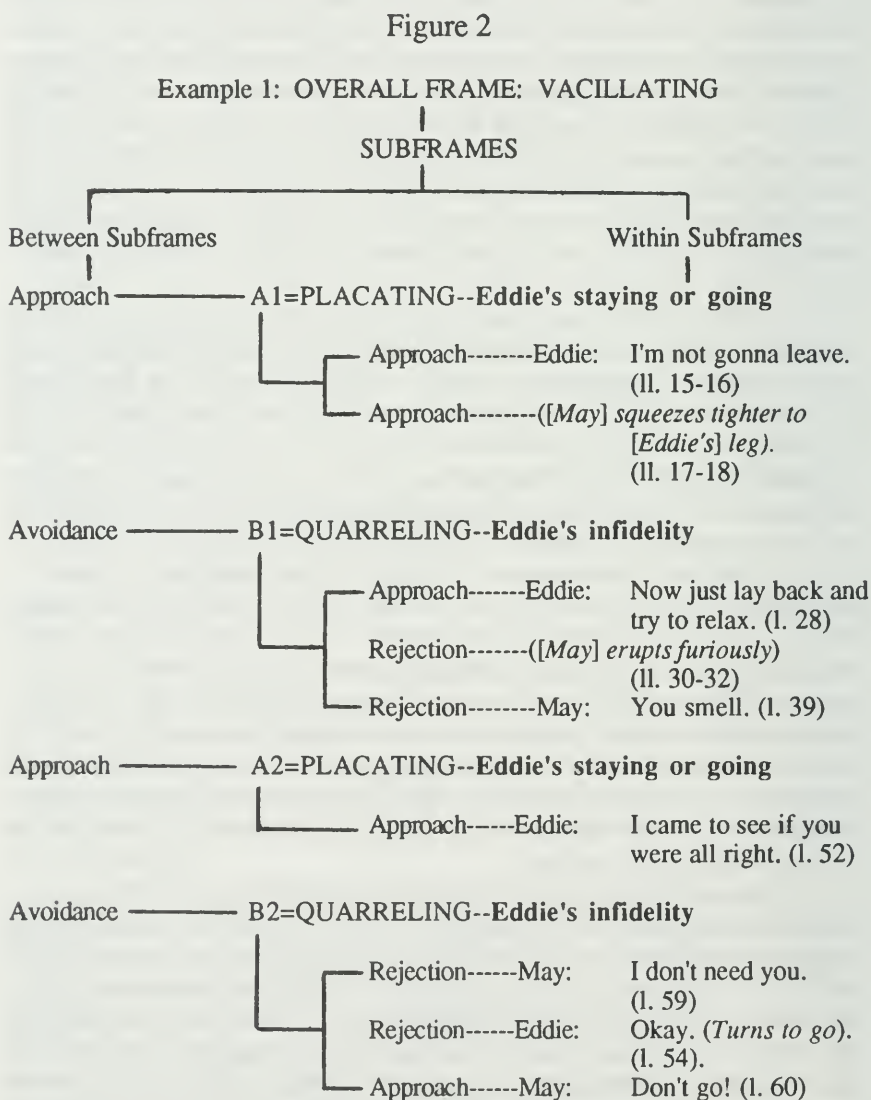 Figure 2
Example 1: OVERALL FRAME: VACILLATING
SUBFRAMES
Between Subframes Within Subframes
Approach A1=PLACATING--Eddie's staying or going
Approach--------Eddie: I'm not gonna leave.
(ll. 15-16)
Approach--------([May] squeezes tighter to
[Eddie's] leg).
(ll. 17-18)
Avoidance B1=QUARRELING--Eddie's infidelity
Approach-------Eddie: Now just lay back and
try to relax. (l. 28)
Rejection-------([May] erupts furiously)
(ll. 30-32)
Rejection--------May: You smell. (l. 39)
Approach A2=PLACATING--Eddie's staying or going
Approach------Eddie: I came to see if you
were all right. (l. 52)
Avoidance B2=QUARRELING--Eddie's infidelity
Rejection------May: I don't need you.
(l. 59)
Rejection------Eddie: Okay. (Turns to go).
(l. 54).
Approach------May: Don't go! (l. 60)